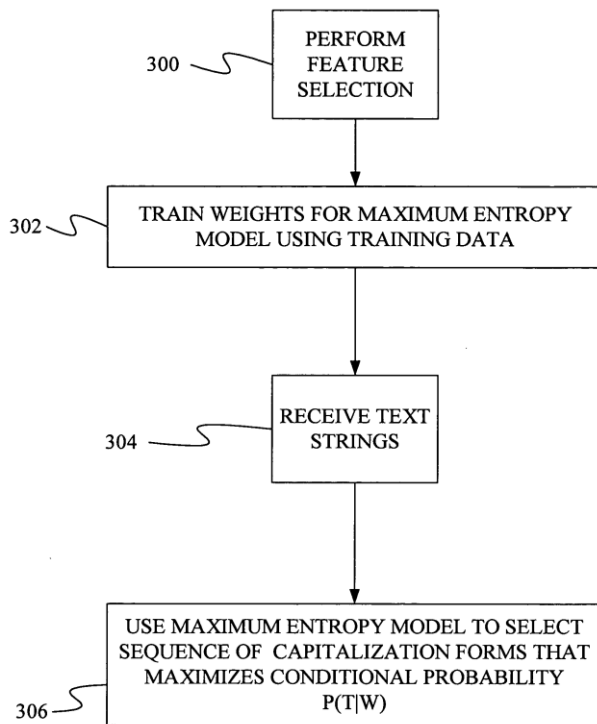 300
PERFORM
FEATURE
SELECTION
302
TRAIN WEIGHTS FOR MAXIMUM ENTROPY
MODEL USING TRAINING DATA
304
RECEIVE TEXT
STRINGS
306
USE MAXIMUM ENTROPY MODEL TO SELECT
SEQUENCE OF CAPITALIZATION FORMS THAT
MAXIMIZES CONDITIONAL PROBABILITY
P(T|W)